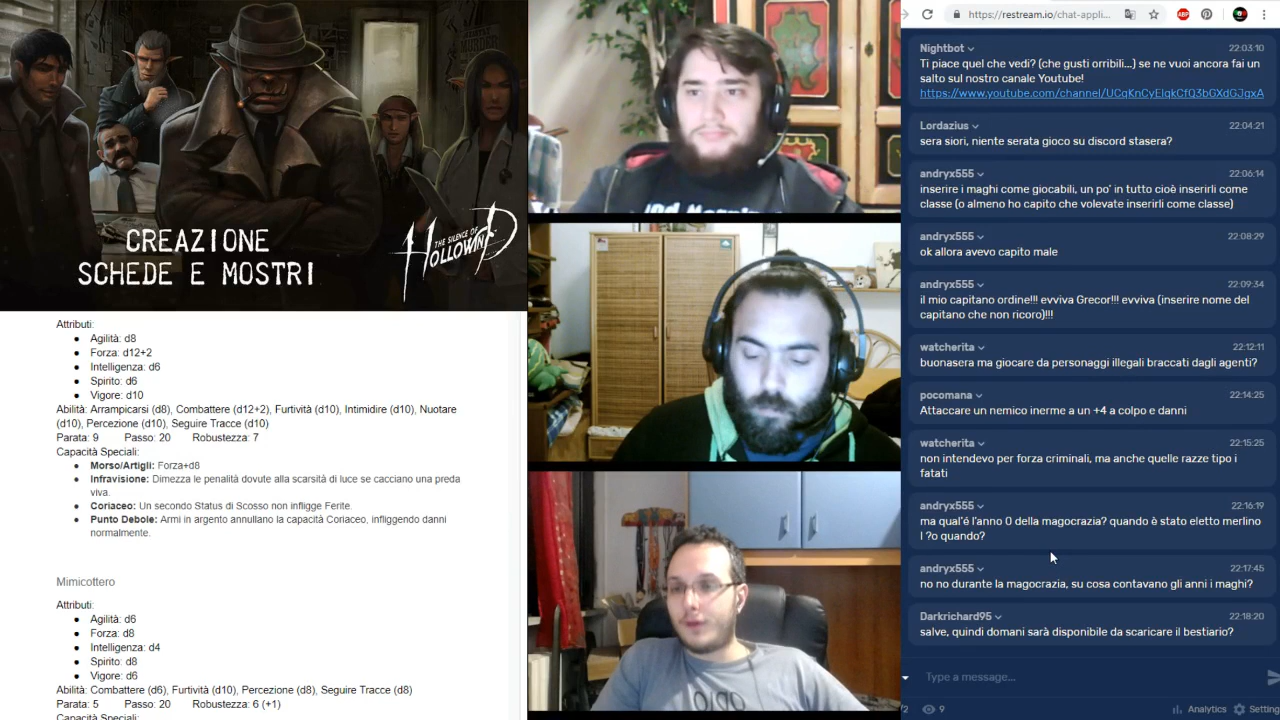 CREAZIONE
SCHEDE E MOSTRI
THE SILENCE OF
HOLLOWIND
Attributi:
● Agilità: d8
● Forza: d12+2
● Intelligenza: d6
● Spirito: d6
● Vigore: d10
Abilità: Arrampicarsi (d8), Combattere (d12+2), Furtività (d10), Intimidire (d10), Nuotare
(d10), Percezione (d10), Seguire Tracce (d10)
Parata: 9 Passo: 20 Robustezza: 7
Capacità Speciali:
● Morso/Artigli: Forza+d8
● Infravisione: Dimezza le penalità dovute alla scarsità di luce se cacciano una preda
viva.
● Coriaceo: Un secondo Status di Scosso non infligge Ferite.
● Punto Debole: Armi in argento annullano la capacità Coriaceo, infliggendo danni
normalmente.
Mimicottero
Attributi:
● Agilità: d6
● Forza: d8
● Intelligenza: d4
● Spirito: d8
● Vigore: d6
Abilità: Combattere (d6), Furtività (d10), Percezione (d8), Seguire Tracce (d8)
Parata: 5 Passo: 20 Robustezza: 6 (+1)
Capacità Speciali:
https://restream.io/chat-appli...
ABP
Nightbot 22:03:10
Ti piace quel che vedi? (che gusti orribili...) se ne vuoi ancora fai un
salto sul nostro canale Youtube!
https://www.youtube.com/channel/UCqKnCyEIqkCfQ3bGXdGJgxA
Lordazius 22:04:21
sera siori, niente serata gioco su discord stasera?
andryx555 22:06:14
inserire i maghi come giocabili, un po' in tutto cioè inserirli come
classe (o almeno ho capito che volevate inserirli come classe)
andryx555 22:08:29
ok allora avevo capito male
andryx555 22:09:34
il mio capitano ordine!!! evviva Grecor!!! evviva (inserire nome del
capitano che non ricoro)!!!
watcherita 22:12:11
buonasera ma giocare da personaggi illegali braccati dagli agenti?
pocomana 22:14:25
Attaccare un nemico inerme a un +4 a colpo e danni
watcherita 22:15:25
non intendevo per forza criminali, ma anche quelle razze tipo i
fatati
andryx555 22:16:19
ma qual'é l'anno 0 della magocrazia? quando è stato eletto merlino
I ?o quando?
andryx555 22:17:45
no no durante la magocrazia, su cosa contavano gli anni i maghi?
Darkrichard95 22:18:20
salve, quindi domani sarà disponibile da scaricare il bestiario?
Type a message...
/2 9 Analytics Setting